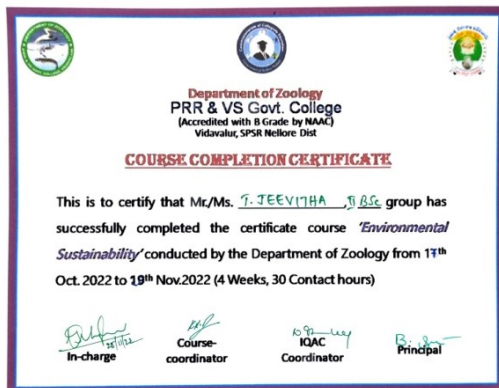 Department of Zoology
PRR & VS Govt. College
(Accredited with B Grade by NAAC)
Vidavalur, SPSR Nellore Dist
COURSE COMPLETION CERTIFICATE
This is to certify that Mr./Ms. T. JEEVITHA, II BSc group has
successfully completed the certificate course 'Environmental
Sustainability' conducted by the Department of Zoology from 17th
Oct. 2022 to 19th Nov.2022 (4 Weeks, 30 Contact hours)
In-charge
Course-
coordinator
IQAC
Coordinator
Principal